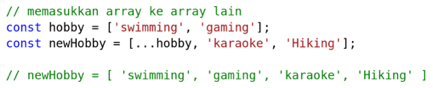 // memasukkan array ke array lain
const hobby = ['swimming', 'gaming'];
const newHobby = [...hobby, 'karaoke', 'Hiking'];
// newHobby = [ 'swimming', 'gaming', 'karaoke', 'Hiking' ]